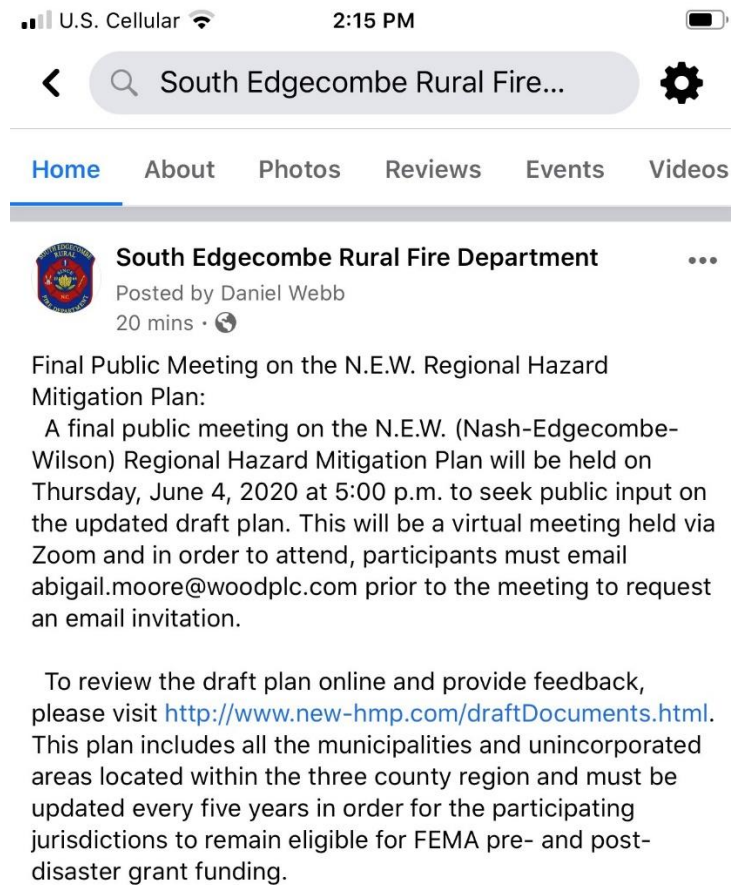 U.S. Cellular 2:15 PM
South Edgecombe Rural Fire...
Home About Photos Reviews Events Videos
South Edgecombe Rural Fire Department
Posted by Daniel Webb
20 mins ·
Final Public Meeting on the N.E.W. Regional Hazard
Mitigation Plan:
A final public meeting on the N.E.W. (Nash-Edgecombe-
Wilson) Regional Hazard Mitigation Plan will be held on
Thursday, June 4, 2020 at 5:00 p.m. to seek public input on
the updated draft plan. This will be a virtual meeting held via
Zoom and in order to attend, participants must email
abigail.moore@woodplc.com prior to the meeting to request
an email invitation.
To review the draft plan online and provide feedback,
please visit http://www.new-hmp.com/draftDocuments.html.
This plan includes all the municipalities and unincorporated
areas located within the three county region and must be
updated every five years in order for the participating
jurisdictions to remain eligible for FEMA pre- and post-
disaster grant funding.